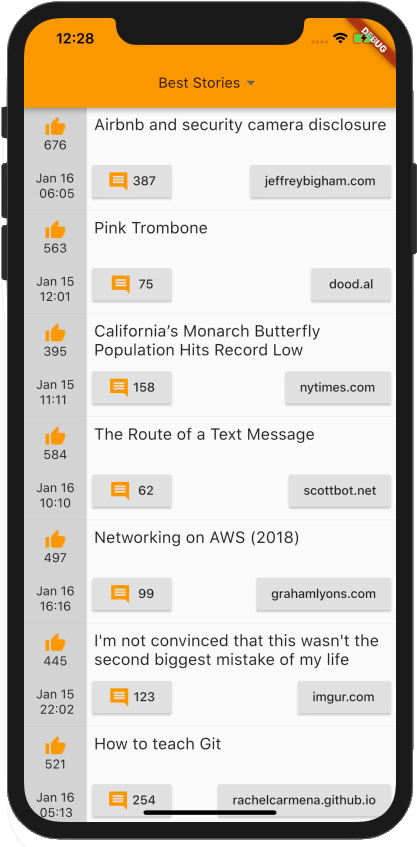 12:28
DEBUG
Best Stories
Airbnb and security camera disclosure
676
Jan 16
06:05
387
jeffreybigham.com
Pink Trombone
563
Jan 15
12:01
75
dood.al
California’s Monarch Butterfly
Population Hits Record Low
395
Jan 15
11:11
158
nytimes.com
The Route of a Text Message
584
Jan 16
10:10
62
scottbot.net
Networking on AWS (2018)
497
Jan 16
16:16
99
grahamlyons.com
I'm not convinced that this wasn't the
second biggest mistake of my life
445
Jan 15
22:02
123
imgur.com
How to teach Git
521
Jan 16
05:13
254
rachelcarmena.github.io